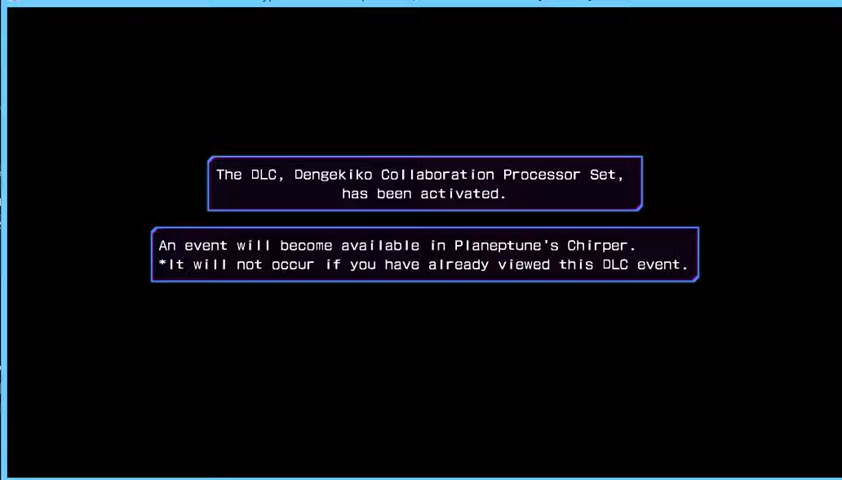 The DLC, Dengekiko Collaboration Processor Set,
has been activated.
An event will become available in Planeptune's Chirper.
*It will not occur if you have already viewed this DLC event.